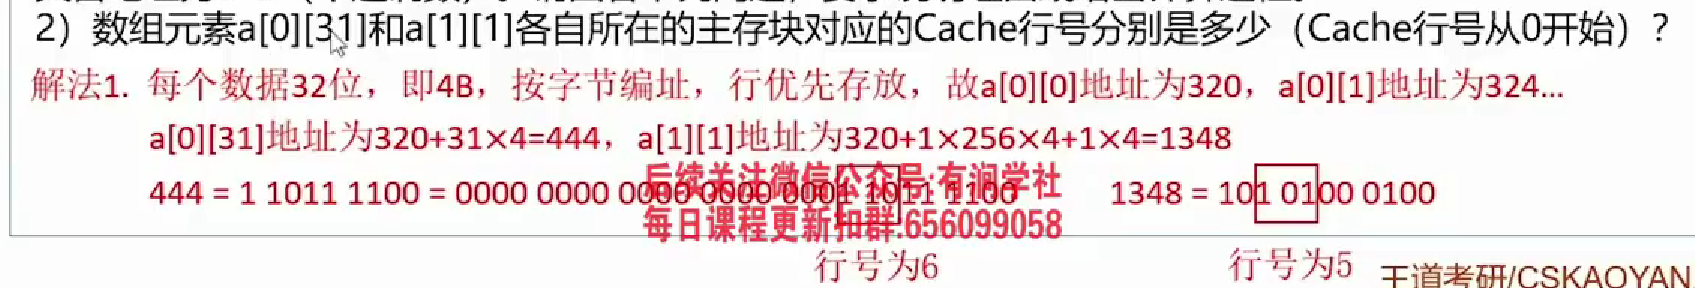 2）数组元素a[0][31]和a[1][1]各自所在的主存块对应的Cache行号分别是多少（Cache行号从0开始）？
解法1. 每个数据32位，即4B，按字节编址，行优先存放，故a[0][0]地址为320，a[0][1]地址为324...
a[0][31]地址为320+31×4=444，a[1][1]地址为320+1×256×4+1×4=1348
后续关注微信公众号:有润学社
444 = 1 1011 1100 = 0000 0000 0000 0000 0001 1011 1100 1348 = 101 0100 0100
每日课程更新扣群:656099058
行号为6 行号为5
王道考研/CSKAOYAN